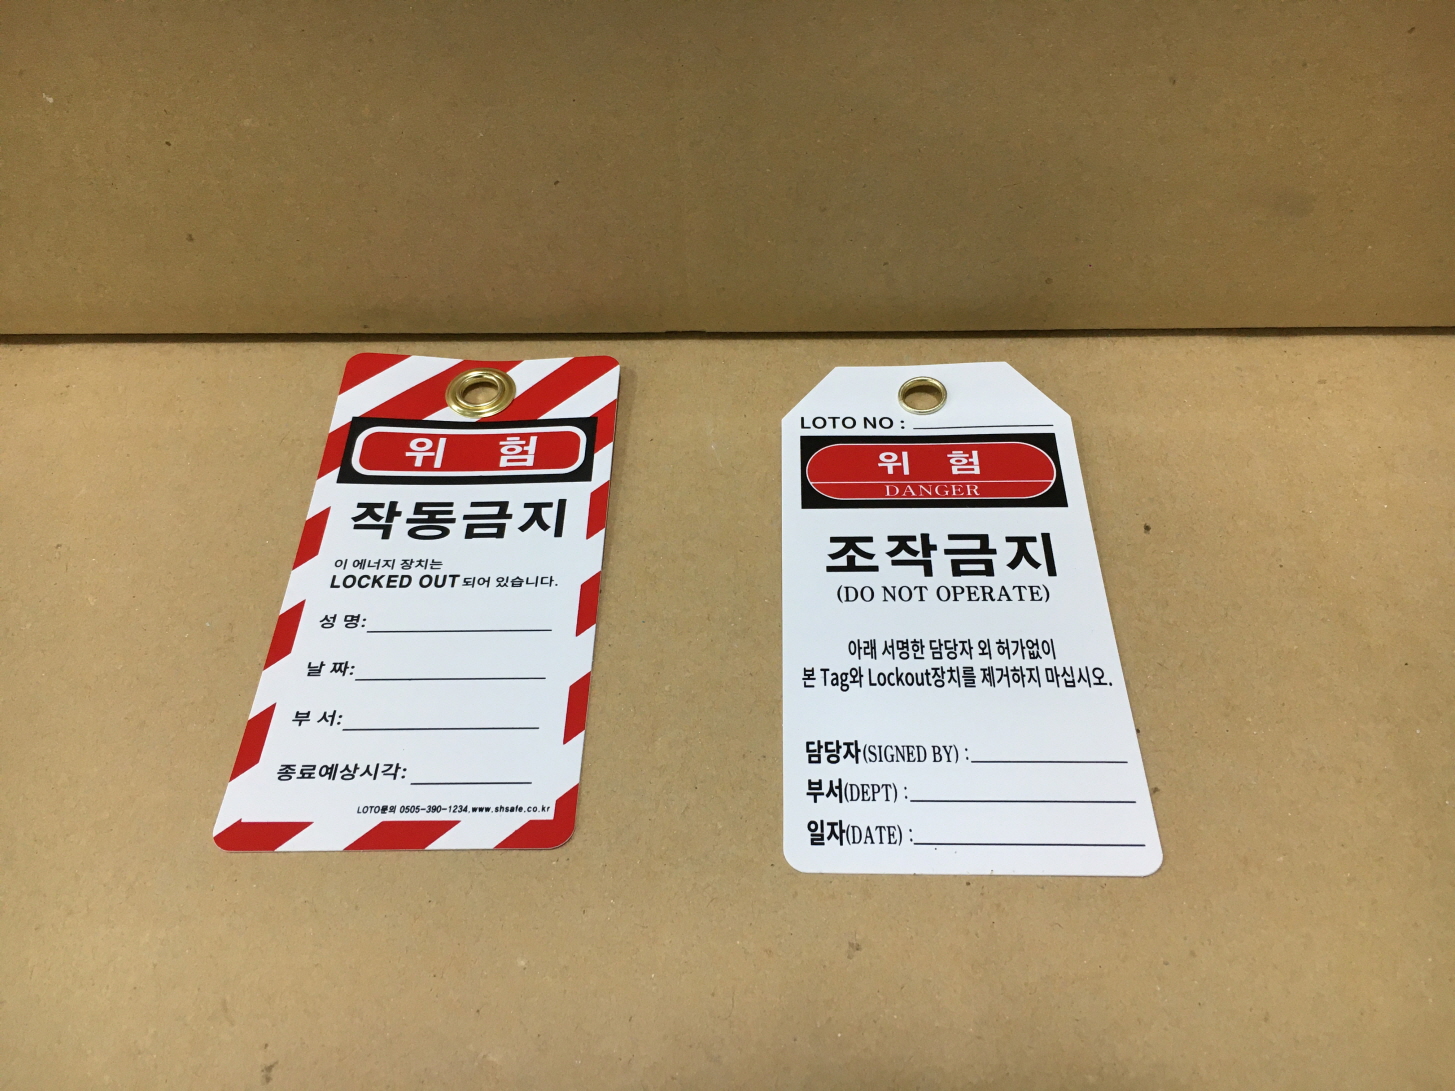 위 험
작동금지
이 에너지 장치는
LOCKED OUT되어 있습니다.
성 명:
날 짜:
부 서:
종료예상시각:
LOTO문의 0505-390-1234.www.shsafe.co.kr
LOTO NO :
위 험
DANGER
조작금지
(DO NOT OPERATE)
아래 서명한 담당자 외 허가없이
본 Tag와 Lockout장치를 제거하지 마십시오.
담당자(SIGNED BY) :
부서(DEPT) :
일자(DATE) :